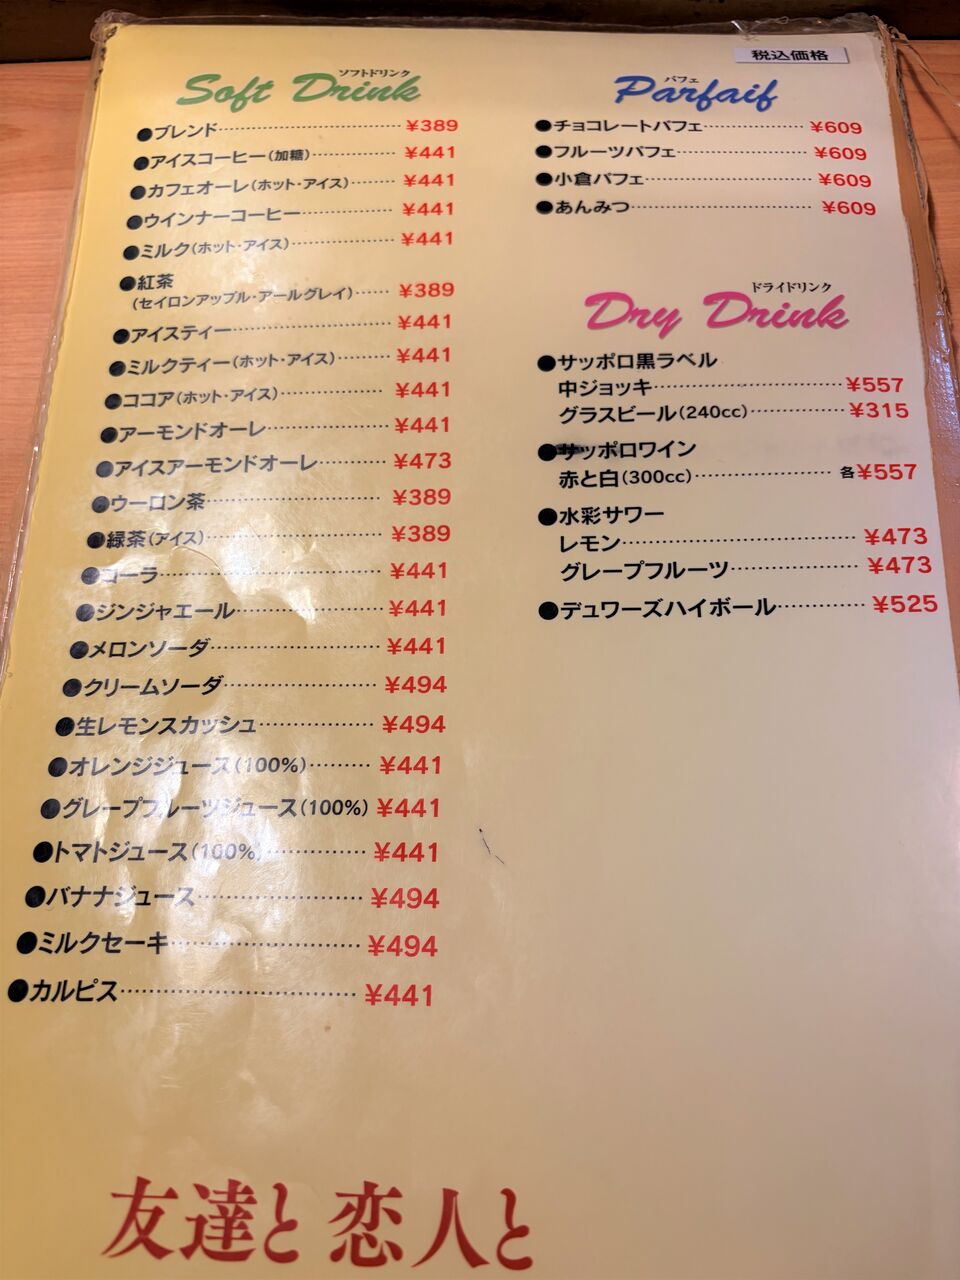 税込価格
ソフトドリンク
Soft Drink
●ブレンド ¥389
●アイスコーヒー(加糖) ¥441
●カフェオーレ(ホット・アイス) ¥441
●ウインナーコーヒー ¥441
●ミルク(ホット・アイス) ¥441
●紅茶
(セイロンアップル・アールグレイ) ¥389
●アイスティー ¥441
●ミルクティー(ホット・アイス) ¥441
●ココア(ホット・アイス) ¥441
●アーモンドオーレ ¥441
●アイスアーモンドオーレ ¥473
●ウーロン茶 ¥389
●緑茶(アイス) ¥389
●コーラ ¥441
●ジンジャエール ¥441
●メロンソーダ ¥441
●クリームソーダ ¥494
●生レモンスカッシュ ¥494
●オレンジジュース(100%) ¥441
●グレープフルーツジュース(100%) ¥441
●トマトジュース(100%) ¥441
●バナナジュース ¥494
●ミルクセーキ ¥494
●カルピス ¥441
パフェ
Parfaif
●チョコレートパフェ ¥609
●フルーツパフェ ¥609
●小倉パフェ ¥609
●あんみつ ¥609
ドライドリンク
Dry Drink
●サッポロ黒ラベル
中ジョッキ ¥557
グラスビール(240cc) ¥315
●サッポロワイン
赤と白(300cc) 各¥557
●水彩サワー
レモン ¥473
グレープフルーツ ¥473
●デュワーズハイボール ¥525
友達と恋人と